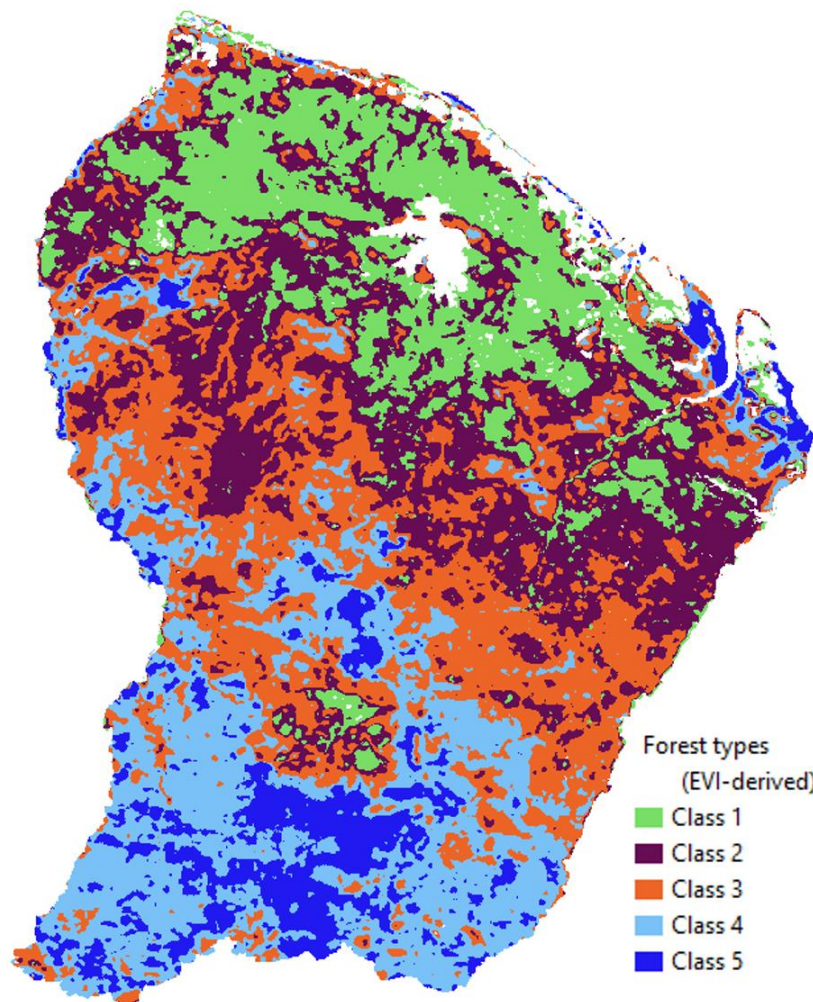 Forest types
(EVI-derived)
Class 1
Class 2
Class 3
Class 4
Class 5